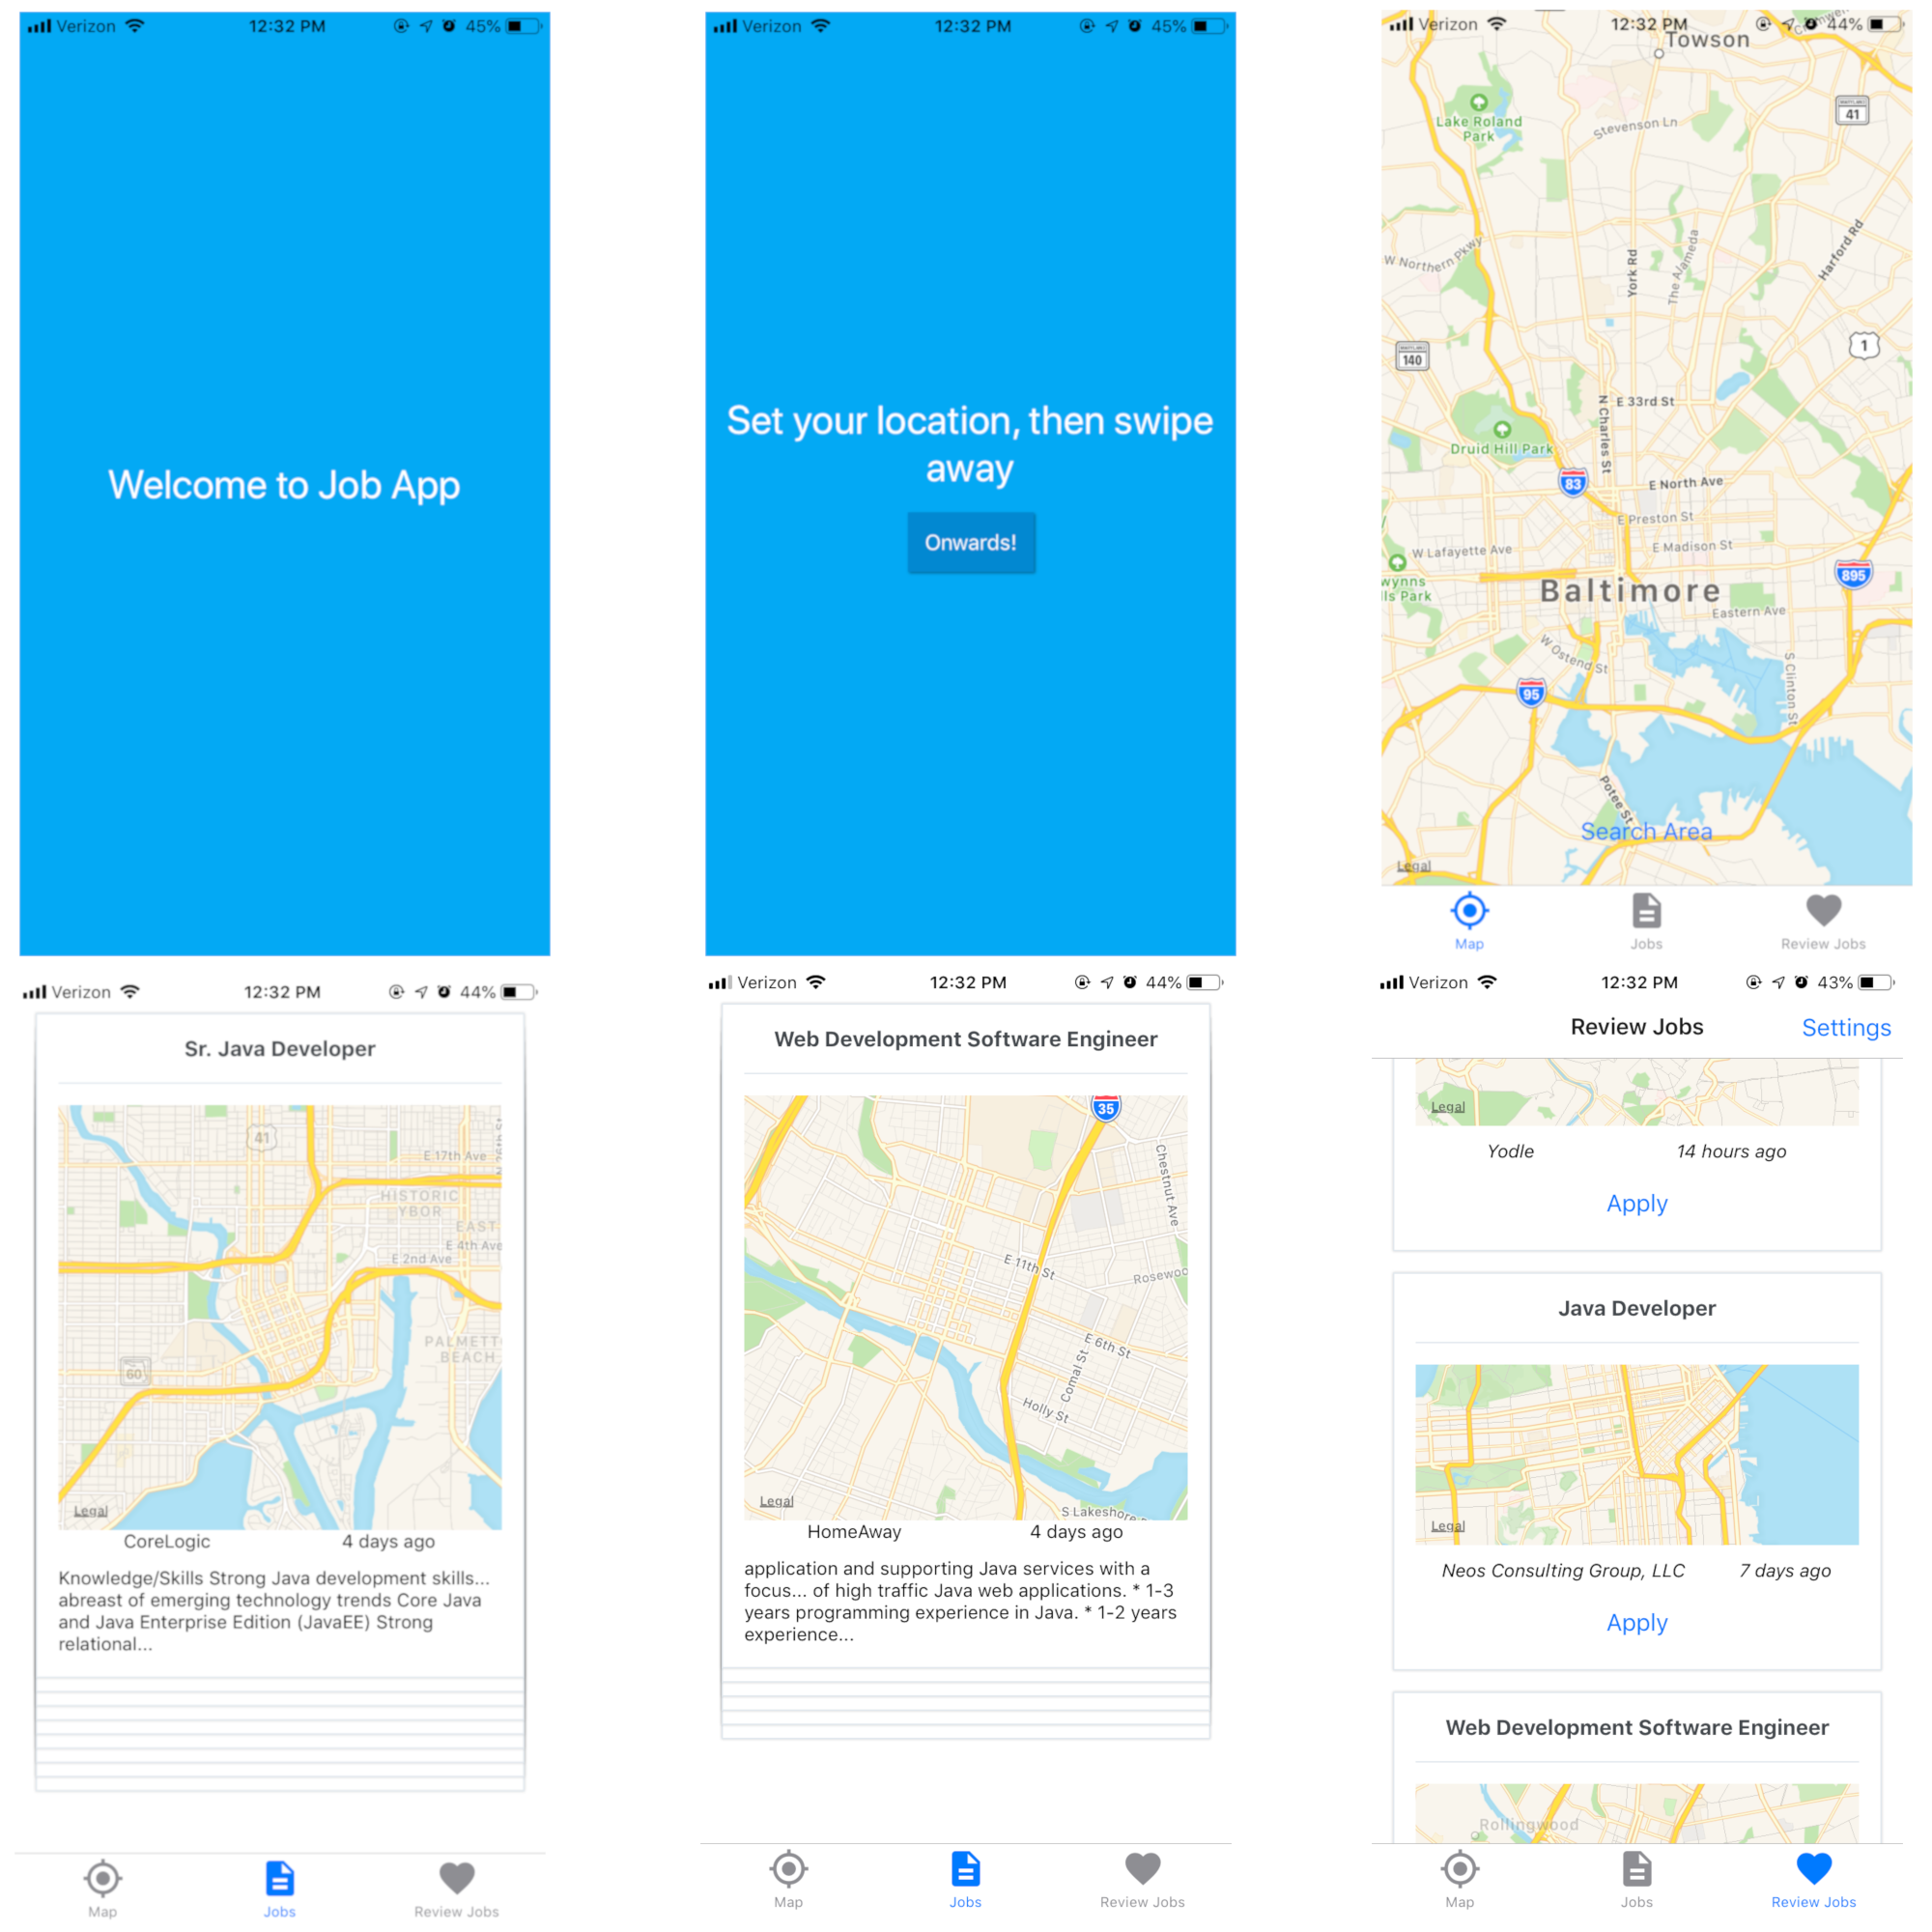 Verizon 12:32 PM 45%
Welcome to Job App
Verizon 12:32 PM 45%
Set your location, then swipe
away
Onwards!
Verizon 12:32 PM 44%
Towson
41
Lake Roland
Park
Stevenson Ln
Harford Rd
York Rd
The Alameda
W Northern Pkwy
1
MARYLAND
140
N Charles St
E 33rd St
Druid Hill Park
83
E North Ave
E Preston St
W Lafayette Ave
E Madison St
895
wynns
lls Park
Baltimore
Eastern Ave
W Ostend St
S Clinton St
95
Potee St
Search Area
Legal
Map
Jobs
Review Jobs
Verizon 12:32 PM 44%
Sr. Java Developer
41
E 17th Ave
HISTORIC
YBOR
EAST
E 4th Ave
E 2nd Ave
PALMETT
BEACH
60
Legal
CoreLogic 4 days ago
Knowledge/Skills Strong Java development skills...
abreast of emerging technology trends Core Java
and Java Enterprise Edition (JavaEE) Strong
relational...
Map
Jobs
Review Jobs
Verizon 12:32 PM 44%
Web Development Software Engineer
35
Chestnut Ave
E 11th St
Rosewoo
E 6th St
Comal St
Holly St
Legal
S Lakeshore
HomeAway 4 days ago
application and supporting Java services with a
focus... of high traffic Java web applications. * 1-3
years programming experience in Java. * 1-2 years
experience...
Map
Jobs
Review Jobs
Verizon 12:32 PM 43%
Review Jobs Settings
Legal
Yodle 14 hours ago
Apply
Java Developer
Legal
Neos Consulting Group, LLC 7 days ago
Apply
Web Development Software Engineer
Rollingwood
Map
Jobs
Review Jobs